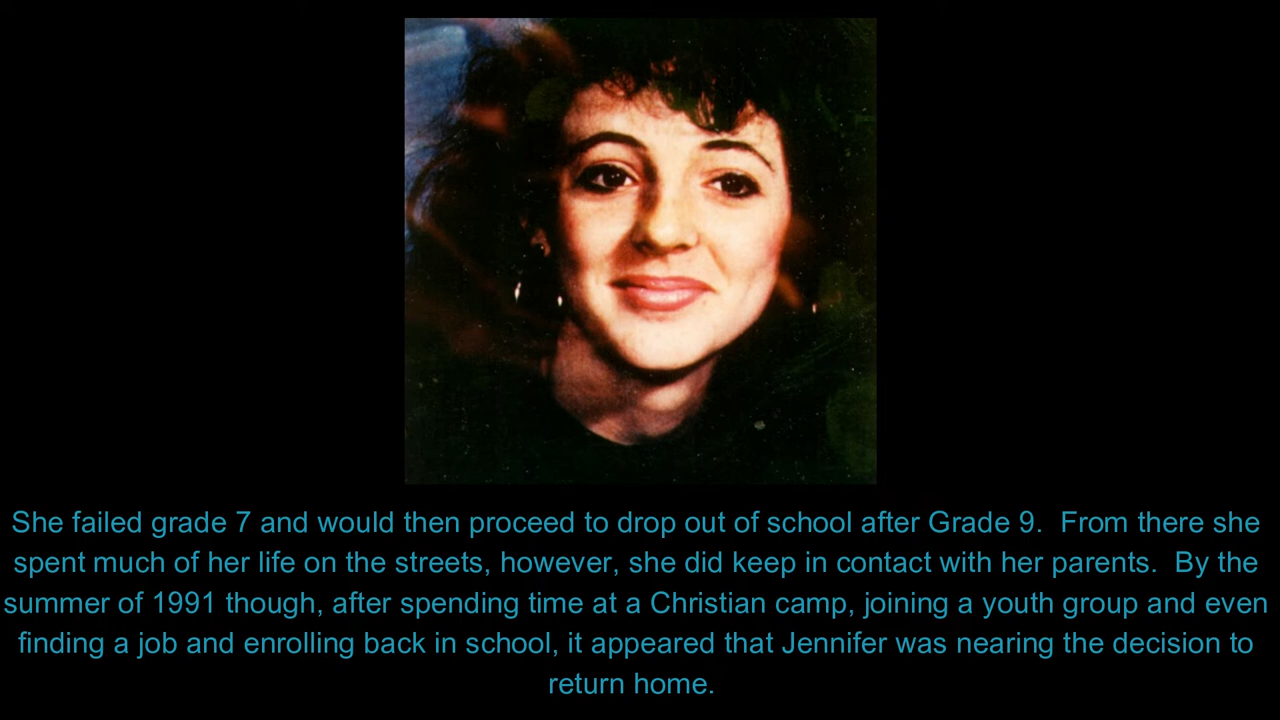 She failed grade 7 and would then proceed to drop out of school after Grade 9.  From there she
spent much of her life on the streets, however, she did keep in contact with her parents.  By the
summer of 1991 though, after spending time at a Christian camp, joining a youth group and even
finding a job and enrolling back in school, it appeared that Jennifer was nearing the decision to
return home.